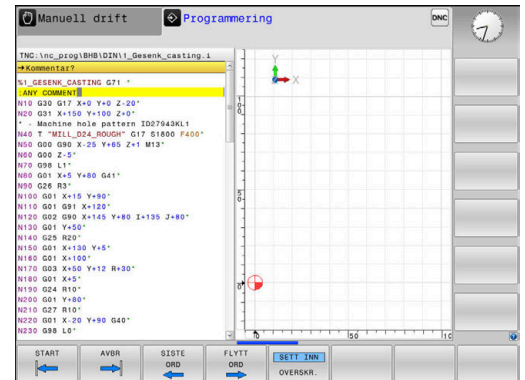 Manuell drift
Programmering
DNC
TNC:\nc_prog\BHB\DIN\1_Gesenk_casting.i
→Kommentar?
%1_GESENK_CASTING G71 *
;ANY COMMENT
N10 G30 G17 X+0 Y+0 Z-20*
N20 G31 X+150 Y+100 Z+0*
* - Machine hole pattern ID27943KL1
N40 T "MILL_D24_ROUGH" G17 S1800 F400*
N50 G00 G90 X-25 Y+65 Z+1 M13*
N60 G00 Z-5*
N70 G98 L1*
N80 G01 X+5 Y+80 G41*
N90 G26 R3*
N100 G01 X+15 Y+90*
N110 G01 G91 X+120*
N120 G02 G90 X+145 Y+80 I+135 J+80*
N130 G01 Y+50*
N140 G25 R20*
N150 G01 X+130 Y+5*
N160 G01 X+100*
N170 G03 X+50 Y+12 R+30*
N180 G01 X+5*
N190 G24 R10*
N200 G01 Y+80*
N210 G27 R10*
N220 G01 X-20 Y+90 G40*
N230 G98 L0*
Y
X
100
50
0
0
50
10
START
AVBR
SISTE
ORD
FLYTT
ORD
SETT INN
OVERSKR.